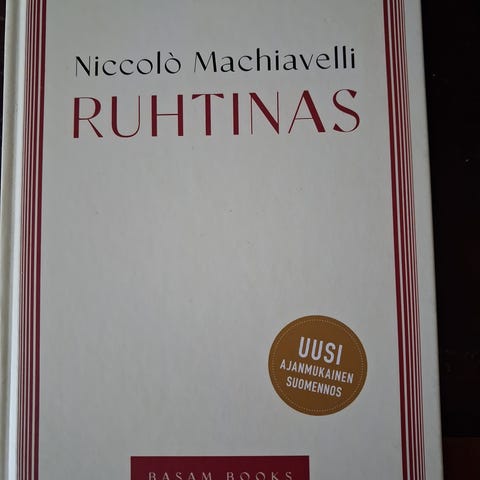 Niccolò Machiavelli
RUHTINAS
UUSI
AJANMUKAINEN
SUOMENNOS
BASAM BOOKS